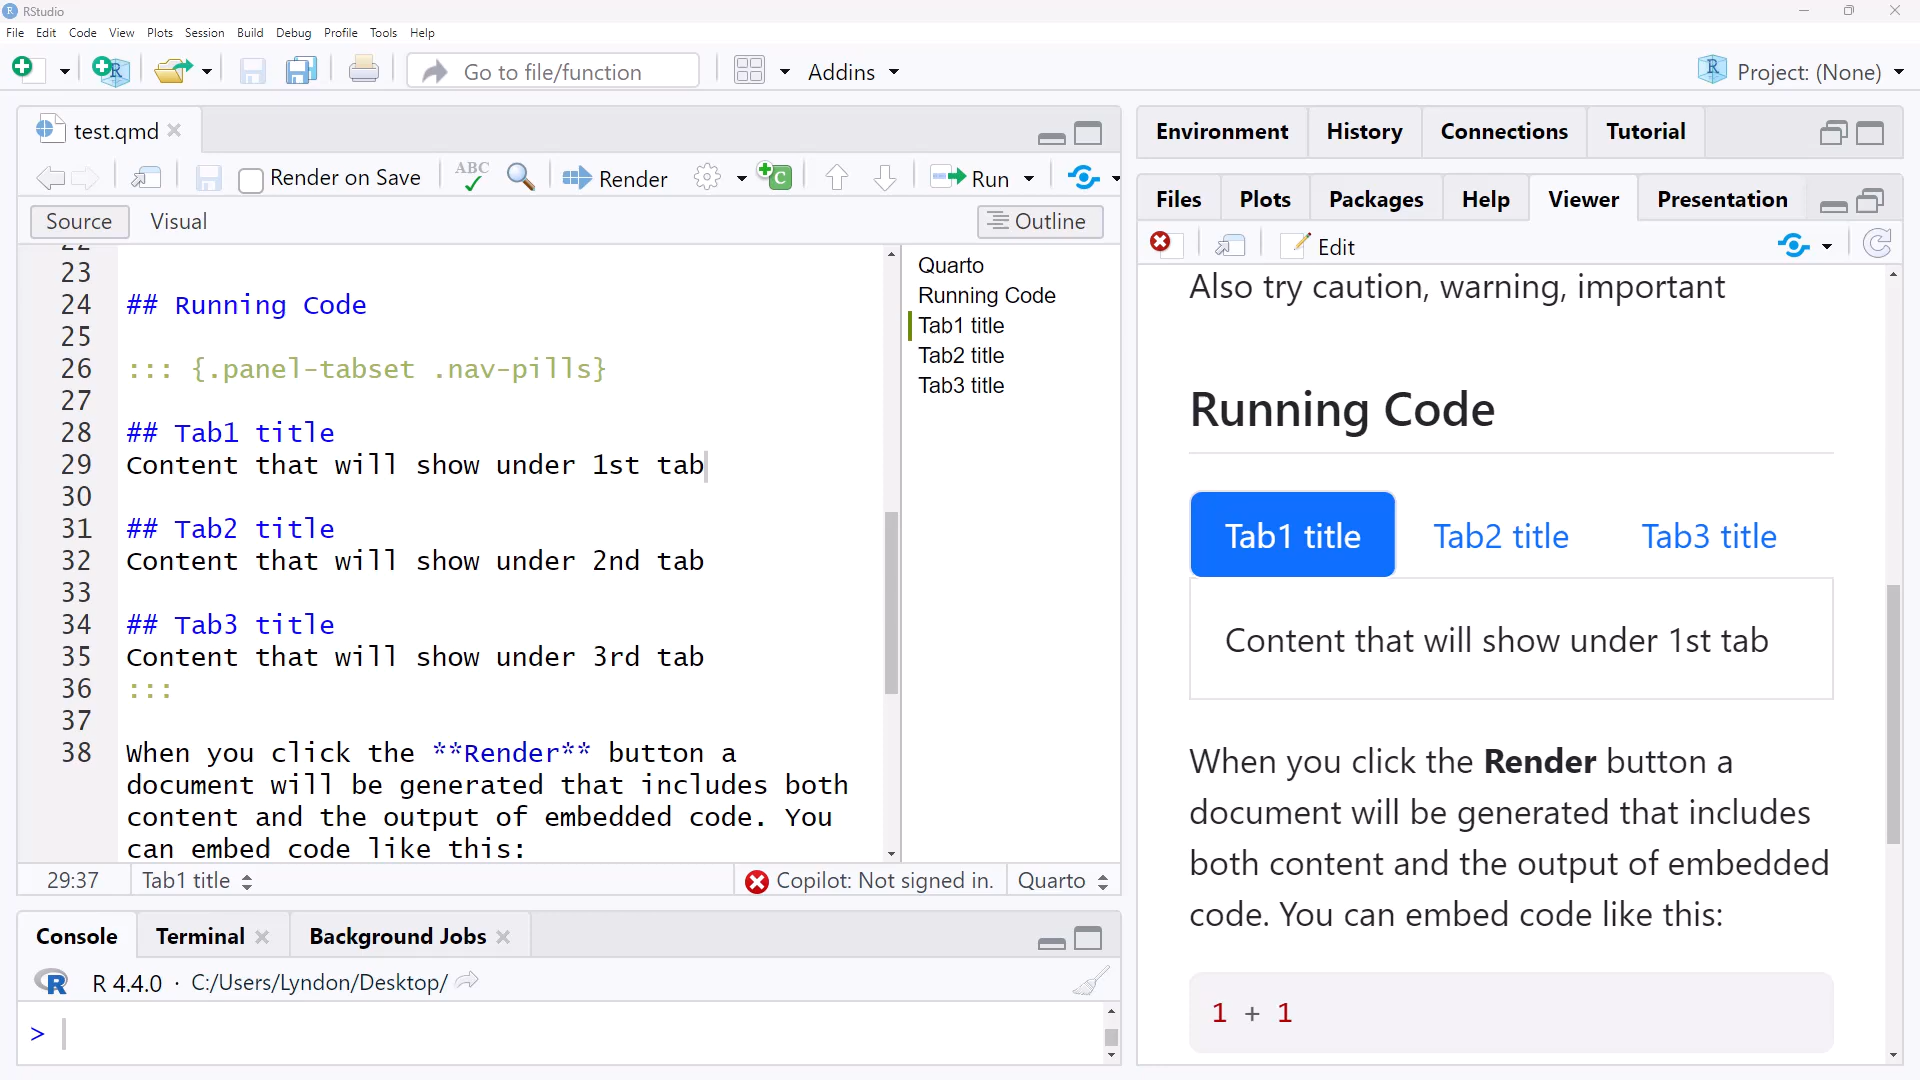 RStudio
File Edit Code View Plots Session Build Debug Profile Tools Help
Go to file/function Addins Project: (None)
test.qmd
Render on Save ABC Render Run
Source Visual Outline
23
24 ## Running Code
25
26 ::: {.panel-tabset .nav-pills}
27
28 ## Tab1 title
29 Content that will show under 1st tab
30
31 ## Tab2 title
32 Content that will show under 2nd tab
33
34 ## Tab3 title
35 Content that will show under 3rd tab
36 :::
37
38 When you click the **Render** button a
document will be generated that includes both
content and the output of embedded code. You
can embed code like this:
Quarto
Running Code
Tab1 title
Tab2 title
Tab3 title
29:37 Tab1 title Copilot: Not signed in. Quarto
Console Terminal Background Jobs
R 4.4.0 · C:/Users/Lyndon/Desktop/
>
Environment History Connections Tutorial
Files Plots Packages Help Viewer Presentation
Edit
Also try caution, warning, important
Running Code
Tab1 title Tab2 title Tab3 title
Content that will show under 1st tab
When you click the Render button a
document will be generated that includes
both content and the output of embedded
code. You can embed code like this:
1 + 1